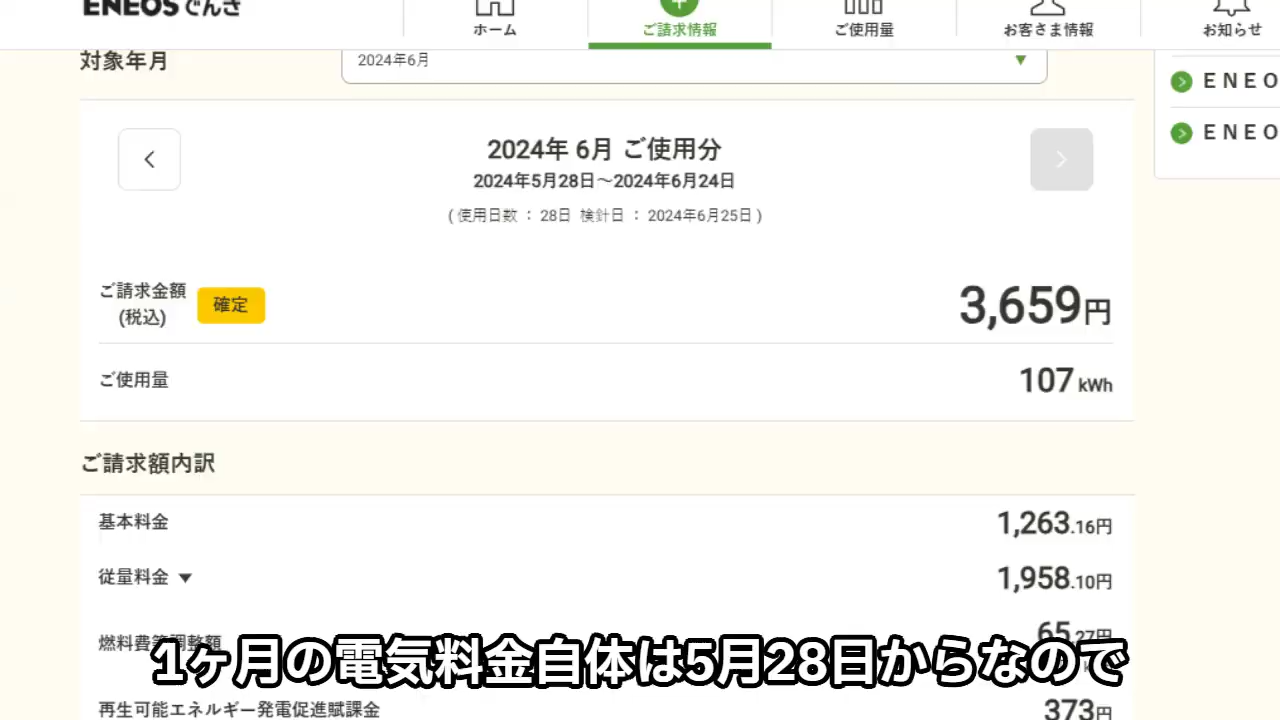 ENEOSでんき
ホーム
ご請求情報
ご使用量
お客さま情報
お知らせ
対象年月
2024年6月
ENEO
ENEO
2024年 6月 ご使用分
2024年5月28日～2024年6月24日
( 使用日数 ： 28日 検針日 ： 2024年6月25日 )
ご請求金額
(税込)
確定
3,659円
ご使用量
107 kWh
ご請求額内訳
基本料金
1,263.16円
従量料金 ▼
1,958.10円
燃料費等調整額
65.27円
1ヶ月の電気料金自体は5月28日からなので
再生可能エネルギー発電促進賦課金
373円